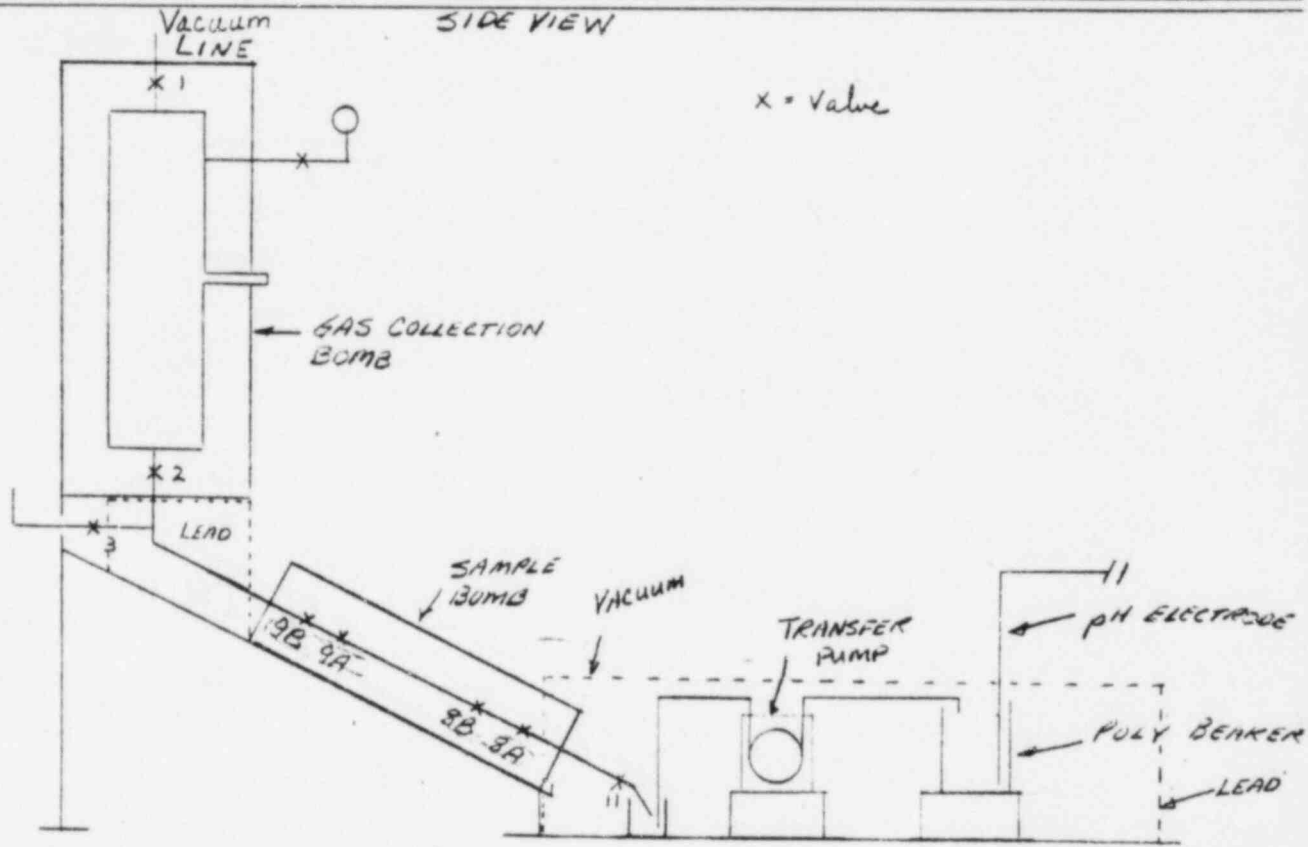 Vacuum
LINE
SIDE VIEW
x = Valve
1
GAS COLLECTION
BOMB
2
LEAD
3
SAMPLE
BOMB
VACUUM
TRANSFER
PUMP
pH ELECTRODE
9B 9A
8B 8A
POLY BEAKER
11
LEAD